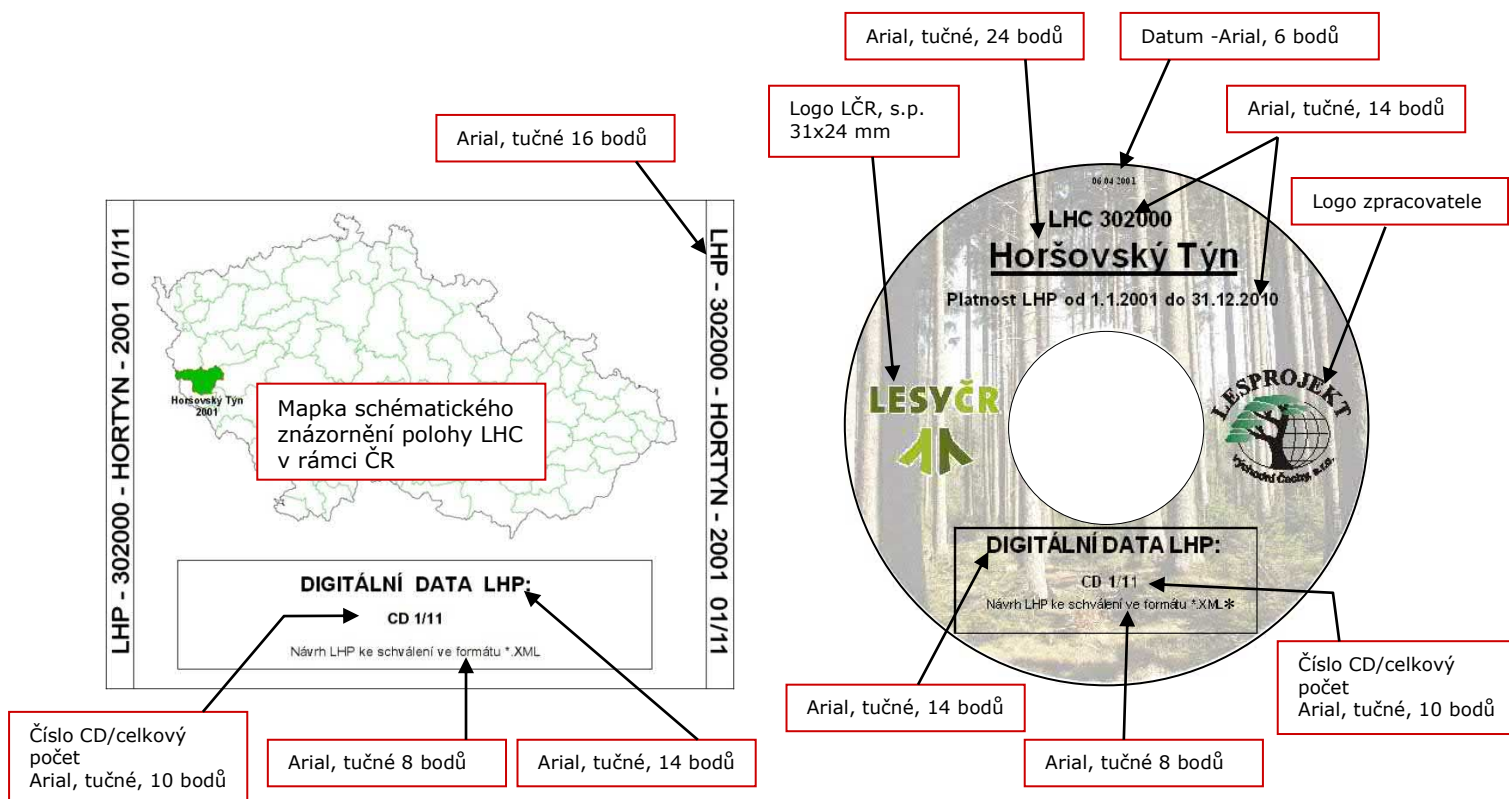 Arial, tučné, 24 bodů
Datum -Arial, 6 bodů
Logo LČR, s.p.
31x24 mm
Arial, tučné, 14 bodů
Arial, tučné 16 bodů
Logo zpracovatele
LHP - 302000 - HORTYN - 2001 01/11
Horšovský Týn
2001
Mapka schématického
znázornění polohy LHC
v rámci ČR
LHP - 302000 - HORTYN - 2001 01/11
DIGITÁLNÍ DATA LHP:
CD 1/11
Návrh LHP ke schválení ve formátu *.XML
06 04 2001
LHC 302000
Horšovský Týn
Platnost LHP od 1.1.2001 do 31.12.2010
LESYČR
LESPROJEKT
východní Čechy, s.r.o.
DIGITÁLNÍ DATA LHP:
CD 1/11
Návrh LHP ke schválení ve formátu *.XML*
Číslo CD/celkový
počet
Arial, tučné, 10 bodů
Arial, tučné 8 bodů
Arial, tučné, 14 bodů
Arial, tučné, 14 bodů
Arial, tučné 8 bodů
Číslo CD/celkový
počet
Arial, tučné, 10 bodů